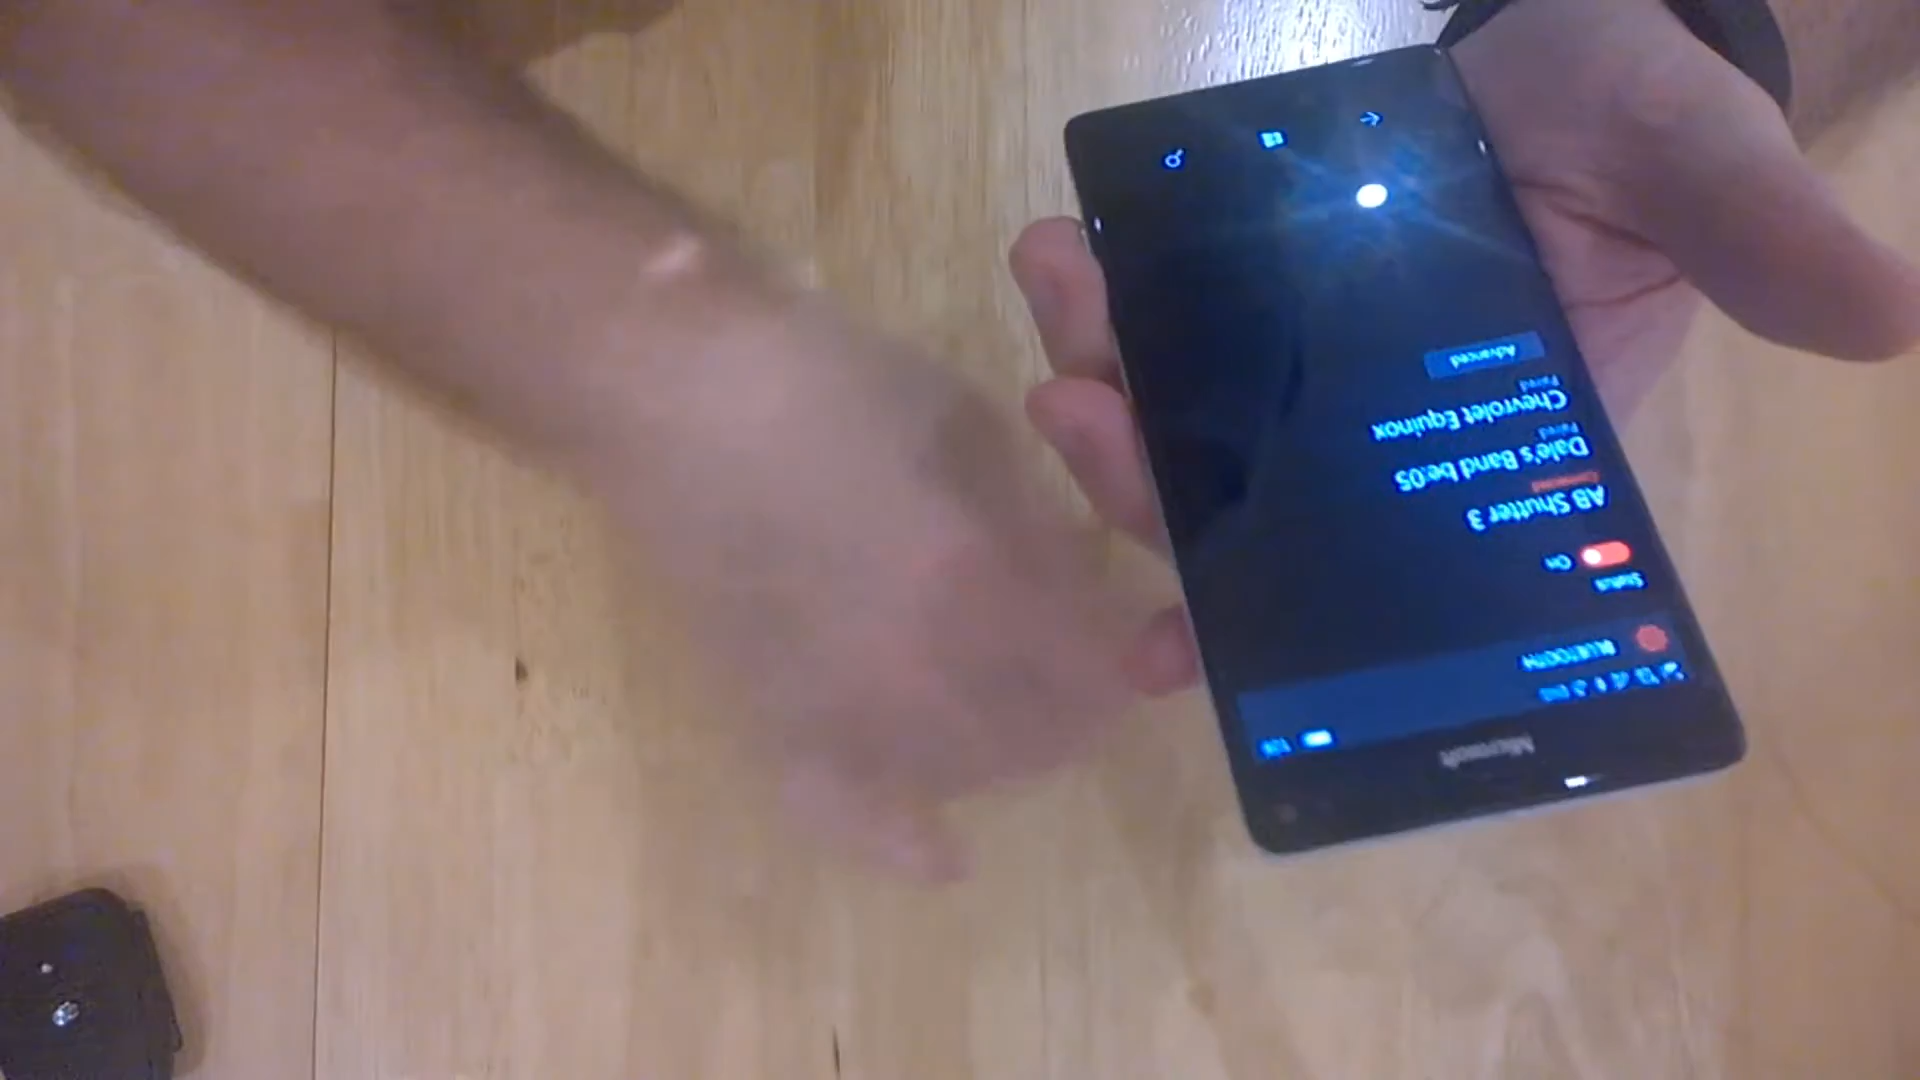 Microsoft
BLUETOOTH
Status
On
AB Shutter 3
Connected
Dale's Band be:05
Paired
Chevrolet Equinox
Paired
Advanced